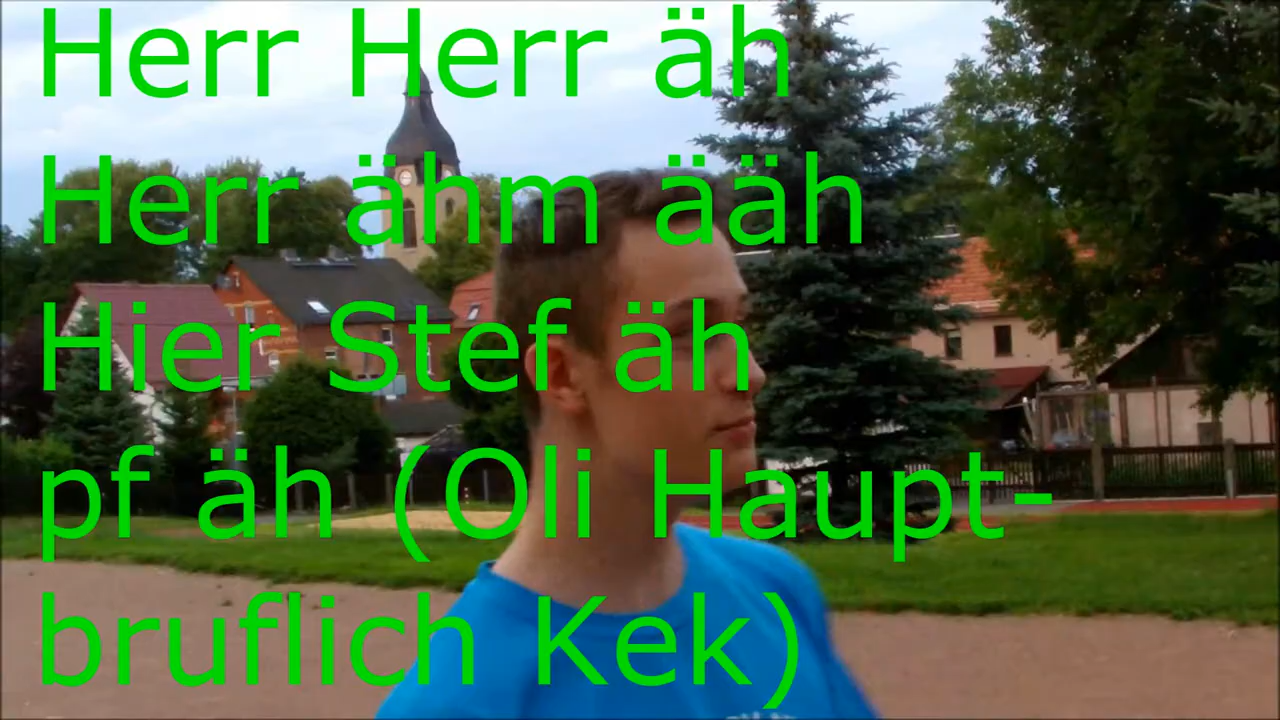 Herr Herr äh
Herr ähm ääh
Hier Stef äh
pf äh (Oli Haupt-
bruflich Kek)